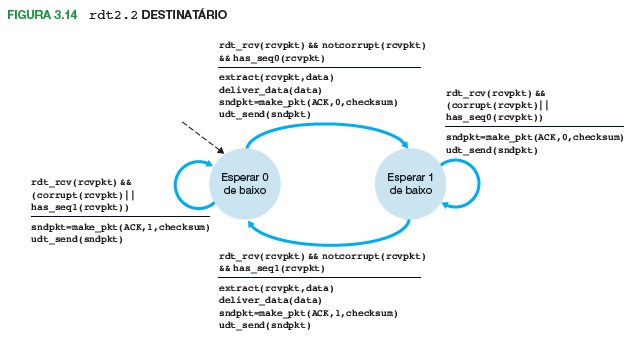 FIGURA 3.14 rdt2.2 DESTINATÁRIO
rdt_rcv(rcvpkt) && notcorrupt(rcvpkt)
&& has_seq0(rcvpkt)
extract(rcvpkt,data)
deliver_data(data)
sndpkt=make_pkt(ACK,0,checksum)
udt_send(sndpkt)
rdt_rcv(rcvpkt) &&
(corrupt(rcvpkt)||
has_seq0(rcvpkt))
sndpkt=make_pkt(ACK,0,checksum)
udt_send(sndpkt)
Esperar 0
de baixo
Esperar 1
de baixo
rdt_rcv(rcvpkt) &&
(corrupt(rcvpkt)||
has_seq1(rcvpkt))
sndpkt=make_pkt(ACK,1,checksum)
udt_send(sndpkt)
rdt_rcv(rcvpkt) && notcorrupt(rcvpkt)
&& has_seq1(rcvpkt)
extract(rcvpkt,data)
deliver_data(data)
sndpkt=make_pkt(ACK,1,checksum)
udt_send(sndpkt)